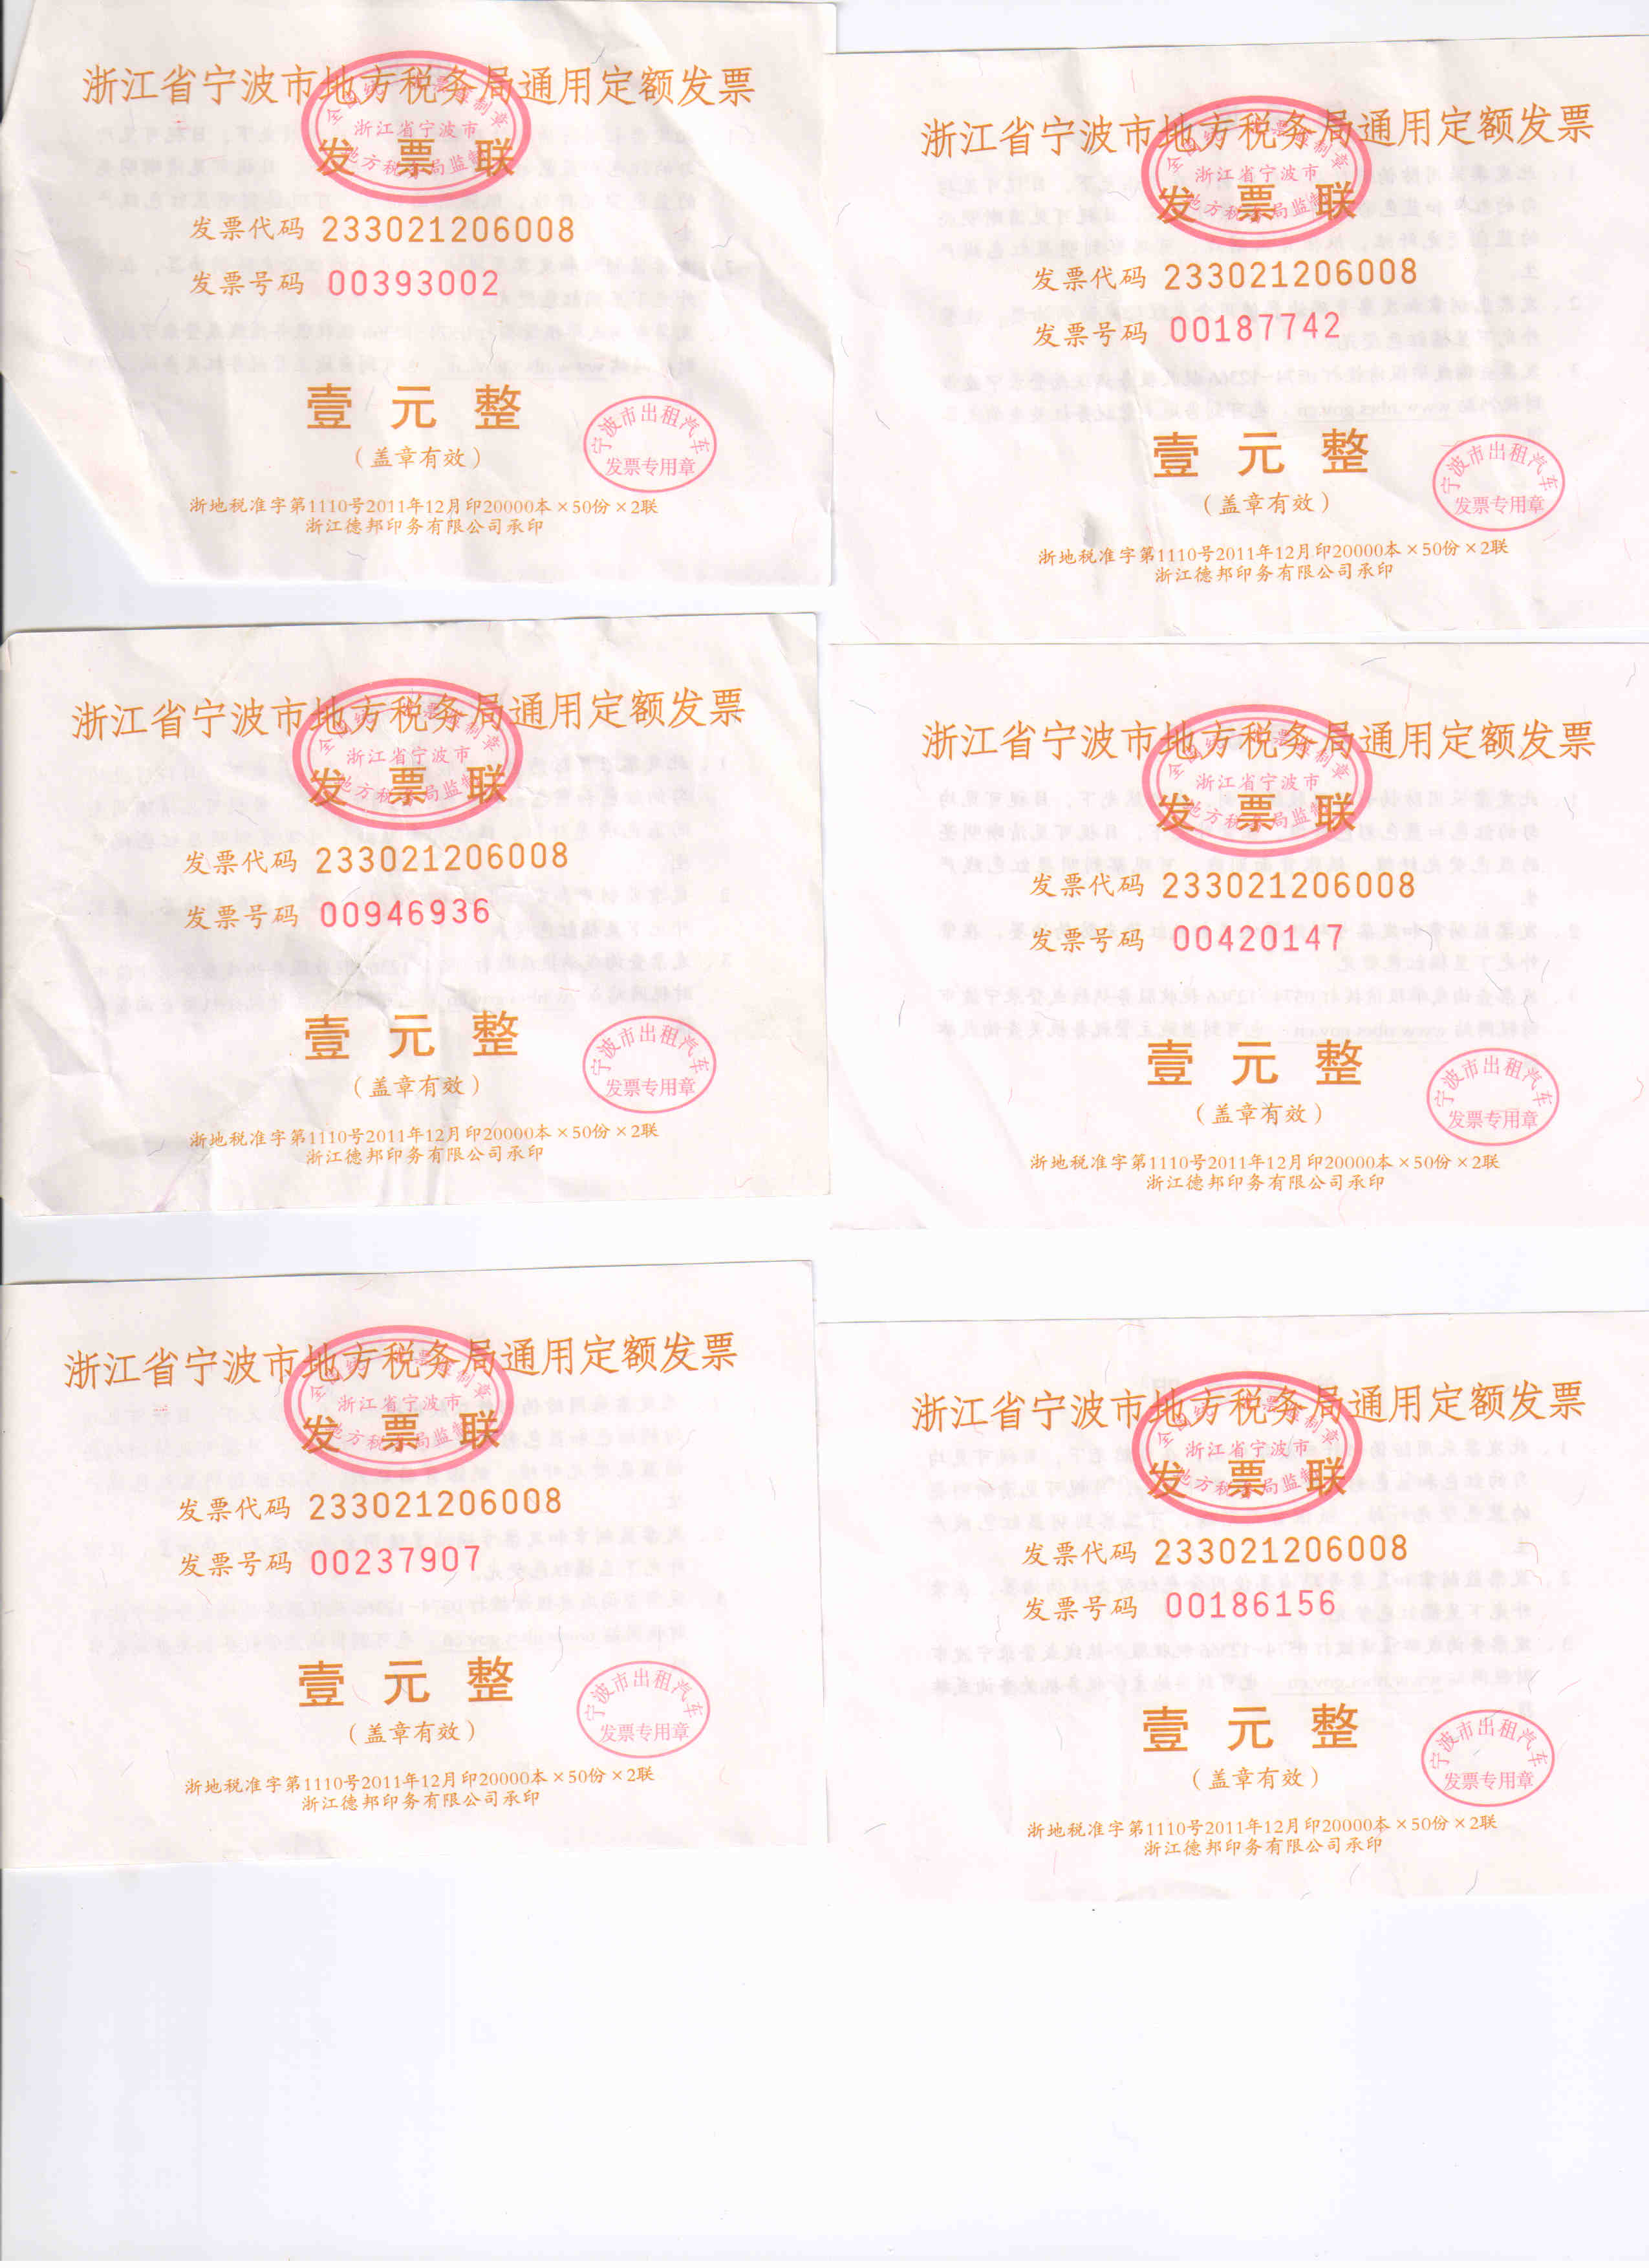 浙江省宁波市地方税务局通用定额发票
浙江省宁波市
地方税务局监制
发票联
发票代码 233021206008
发票号码 00393002
壹元整
(盖章有效)
宁波市出租汽车
发票专用章
浙地税准字第1110号2011年12月印20000本×50份×2联
浙江德邦印务有限公司承印
浙江省宁波市地方税务局通用定额发票
浙江省宁波市
地方税务局监制
发票联
发票代码 233021206008
发票号码 00187742
壹元整
(盖章有效)
宁波市出租汽车
发票专用章
浙地税准字第1110号2011年12月印20000本×50份×2联
浙江德邦印务有限公司承印
浙江省宁波市地方税务局通用定额发票
浙江省宁波市
地方税务局监制
发票联
发票代码 233021206008
发票号码 00946936
壹元整
(盖章有效)
宁波市出租汽车
发票专用章
浙地税准字第1110号2011年12月印20000本×50份×2联
浙江德邦印务有限公司承印
浙江省宁波市地方税务局通用定额发票
浙江省宁波市
地方税务局监制
发票联
发票代码 233021206008
发票号码 00420147
壹元整
(盖章有效)
宁波市出租汽车
发票专用章
浙地税准字第1110号2011年12月印20000本×50份×2联
浙江德邦印务有限公司承印
浙江省宁波市地方税务局通用定额发票
浙江省宁波市
地方税务局监制
发票联
发票代码 233021206008
发票号码 00237907
壹元整
(盖章有效)
宁波市出租汽车
发票专用章
浙地税准字第1110号2011年12月印20000本×50份×2联
浙江德邦印务有限公司承印
浙江省宁波市地方税务局通用定额发票
浙江省宁波市
地方税务局监制
发票联
发票代码 233021206008
发票号码 00186156
壹元整
(盖章有效)
宁波市出租汽车
发票专用章
浙地税准字第1110号2011年12月印20000本×50份×2联
浙江德邦印务有限公司承印